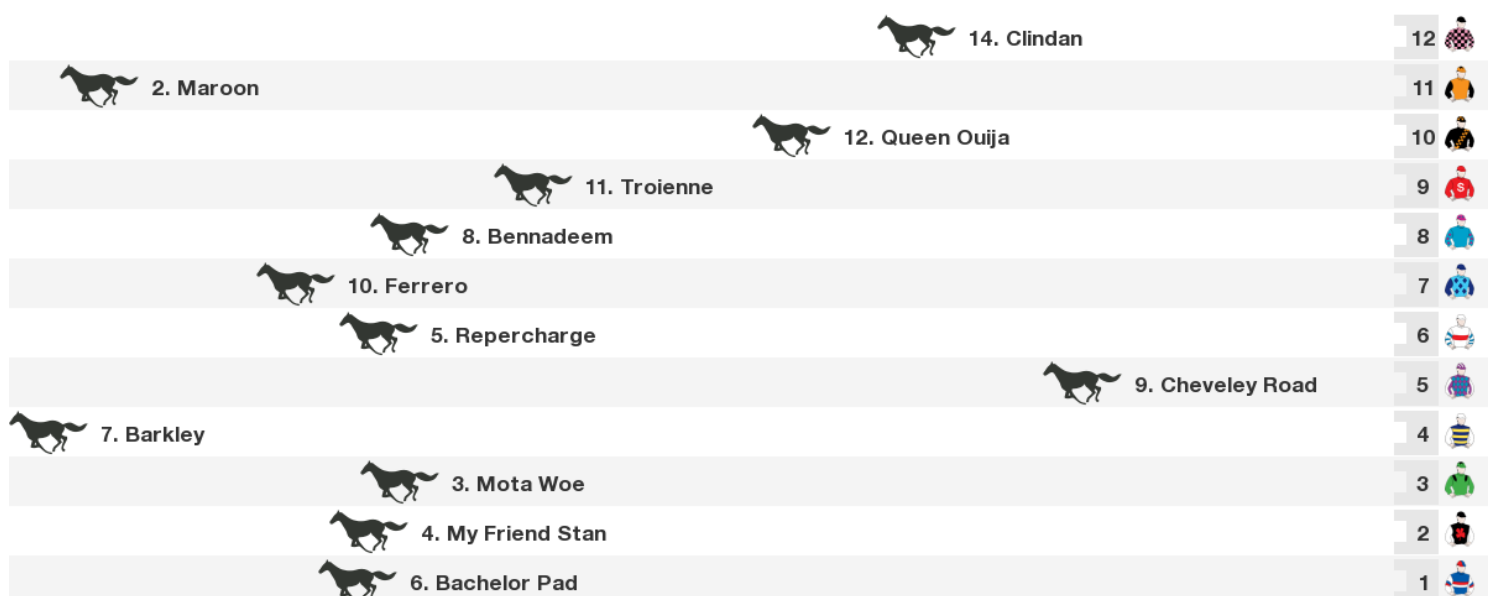 14. Clindan 12
2. Maroon 11
12. Queen Ouija 10
11. Troienne 9
S
8. Bennadeem 8
10. Ferrero 7
5. Repercharge 6
9. Cheveley Road 5
7. Barkley 4
3. Mota Woe 3
4. My Friend Stan 2
6. Bachelor Pad 1